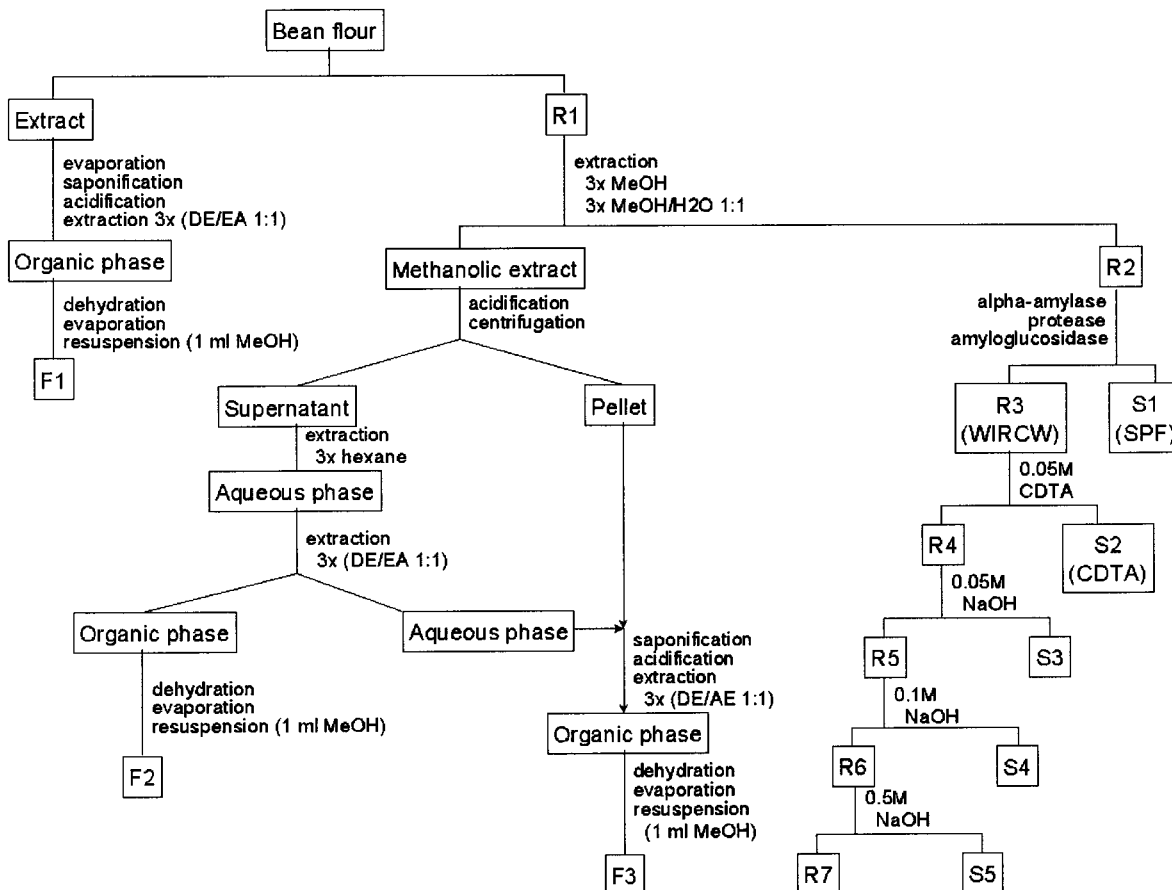 Bean flour
Extract
R1
evaporation
saponification
acidification
extraction 3x (DE/EA 1:1)
extraction
3x MeOH
3x MeOH/H2O 1:1
Organic phase
Methanolic extract
R2
dehydration
evaporation
resuspension (1 ml MeOH)
acidification
centrifugation
alpha-amylase
protease
amyloglucosidase
F1
Supernatant
Pellet
R3
(WIRCW)
S1
(SPF)
extraction
3x hexane
Aqueous phase
0.05M
CDTA
extraction
3x (DE/EA 1:1)
R4
S2
(CDTA)
0.05M
NaOH
Organic phase
Aqueous phase
saponification
acidification
extraction
3x (DE/AE 1:1)
R5
S3
dehydration
evaporation
resuspension (1 ml MeOH)
0.1M
NaOH
Organic phase
F2
R6
S4
dehydration
evaporation
resuspension
(1 ml MeOH)
0.5M
NaOH
F3
R7
S5